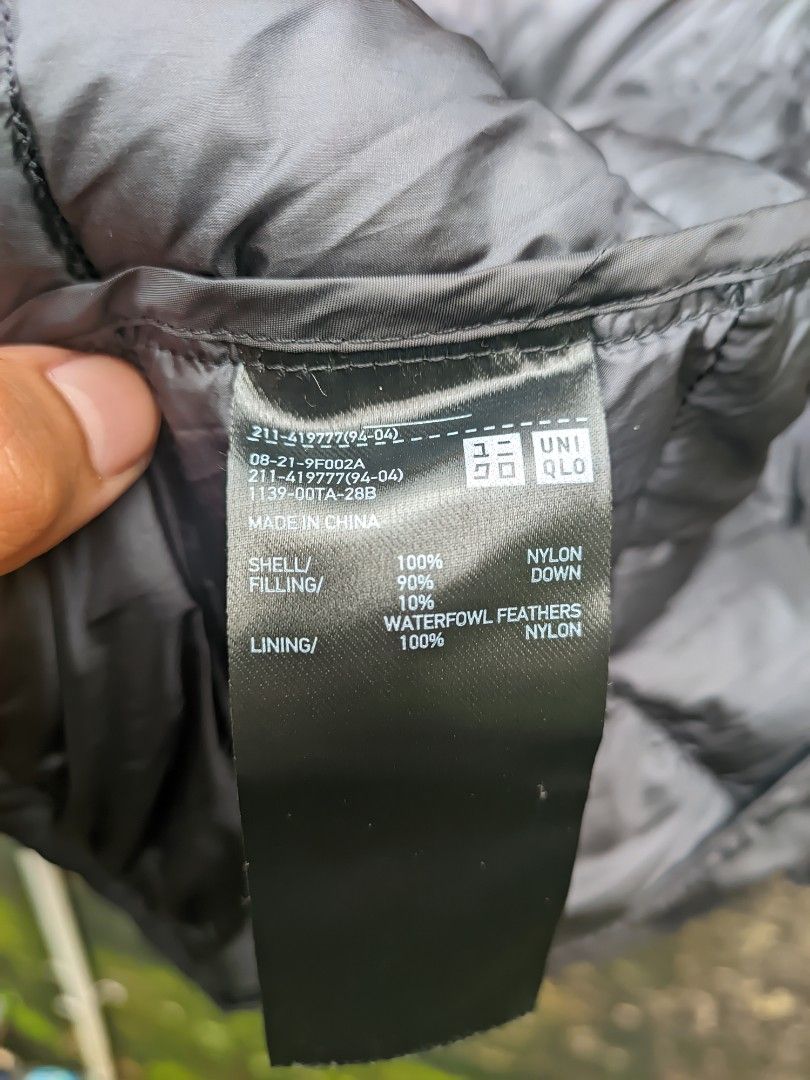 211-419777(94-04)
08-21-9F002A
211-419777(94-04)
1139-00TA-28B
ユニ
クロ
UNI
QLO
MADE IN CHINA
SHELL/ 100% NYLON
FILLING/ 90% DOWN
10%
WATERFOWL FEATHERS
LINING/ 100% NYLON